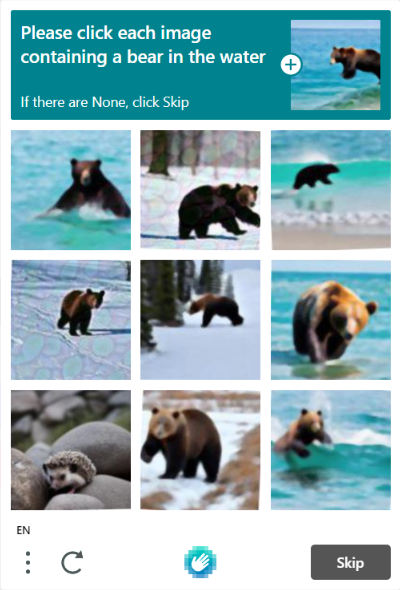 Please click each image
containing a bear in the water
If there are None, click Skip
EN
Skip